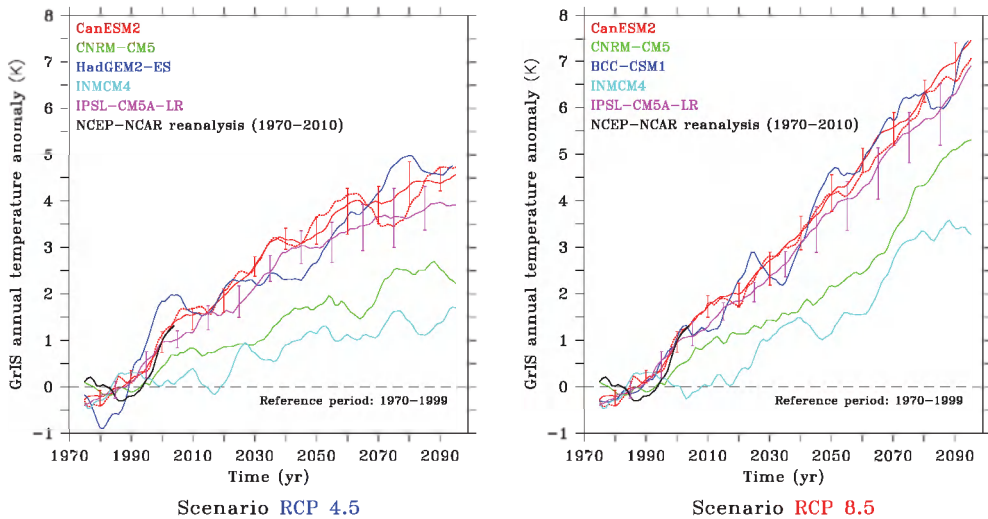 8
7
6
5
4
3
2
1
0
−1
GrIS annual temperature anomaly (K)
CanESM2
CNRM−CM5
HadGEM2−ES
INMCM4
IPSL−CM5A−LR
NCEP−NCAR reanalysis (1970−2010)
Reference period: 1970−1999
1970 1990 2010 2030 2050 2070 2090
Time (yr)
Scenario RCP 4.5
8
7
6
5
4
3
2
1
0
−1
GrIS annual temperature anomaly (K)
CanESM2
CNRM−CM5
BCC−CSM1
INMCM4
IPSL−CM5A−LR
NCEP−NCAR reanalysis (1970−2010)
Reference period: 1970−1999
1970 1990 2010 2030 2050 2070 2090
Time (yr)
Scenario RCP 8.5